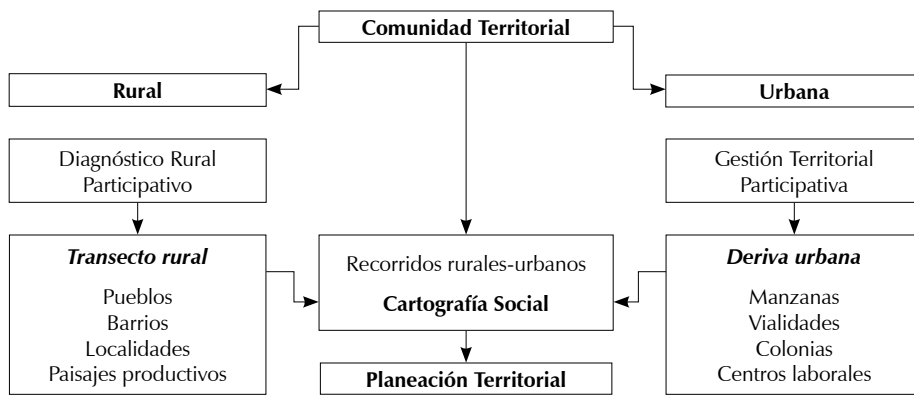 Comunidad Territorial
Rural
Urbana
Diagnóstico Rural
Participativo
Gestión Territorial
Participativa
Transecto rural
Pueblos
Barrios
Localidades
Paisajes productivos
Recorridos rurales-urbanos
Cartografía Social
Deriva urbana
Manzanas
Vialidades
Colonias
Centros laborales
Planeación Territorial